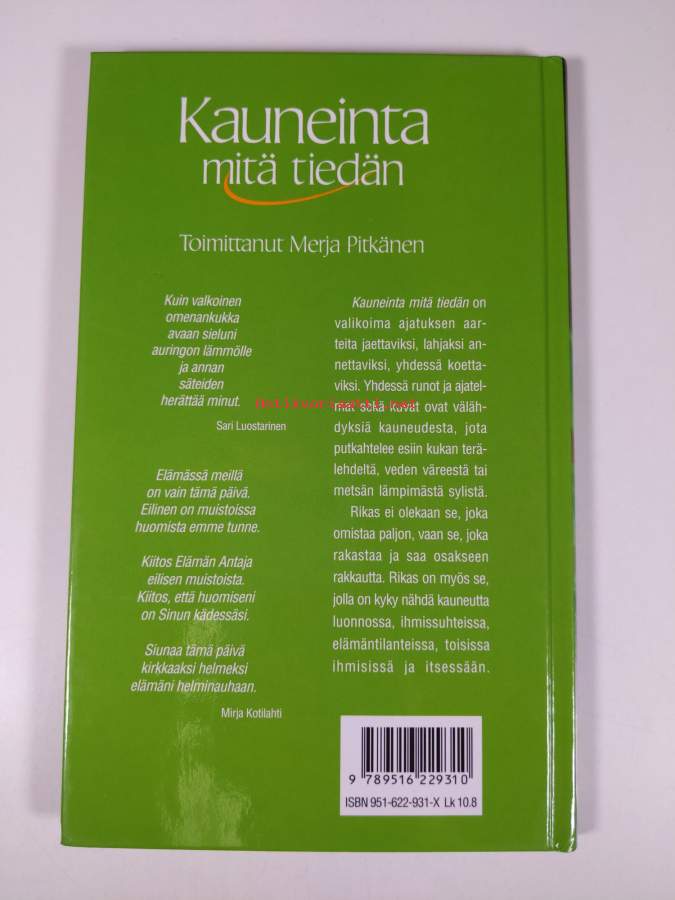 Kauneinta
mitä tiedän
Toimittanut Merja Pitkänen
Kuin valkoinen
omenankukka
avaan sieluni
auringon lämmölle
ja annan
säteiden
herättää minut.
Sari Luostarinen
Elämässä meillä
on vain tämä päivä.
Eilinen on muistoissa
huomista emme tunne.
Kiitos Elämän Antaja
eilisen muistoista.
Kiitos, että huomiseni
on Sinun kädessäsi.
Siunaa tämä päivä
kirkkaaksi helmeksi
elämäni helminauhaan.
Mirja Kotilahti
Kauneinta mitä tiedän on
valikoima ajatuksen aar-
teita jaettaviksi, lahjaksi an-
nettaviksi, yhdessä koetta-
viksi. Yhdessä runot ja ajatel-
mat sekä kuvat ovat väläh-
dyksiä kauneudesta, jota
putkahtelee esiin kukan terä-
lehdeltä, veden väreestä tai
metsän lämpimästä sylistä.
Rikas ei olekaan se, joka
omistaa paljon, vaan se, joka
rakastaa ja saa osakseen
rakkautta. Rikas on myös se,
jolla on kyky nähdä kauneutta
luonnossa, ihmissuhteissa,
elämäntilanteissa, toisissa
ihmisissä ja itsessään.
9 789516 229310
ISBN 951-622-931-X Lk 10.8